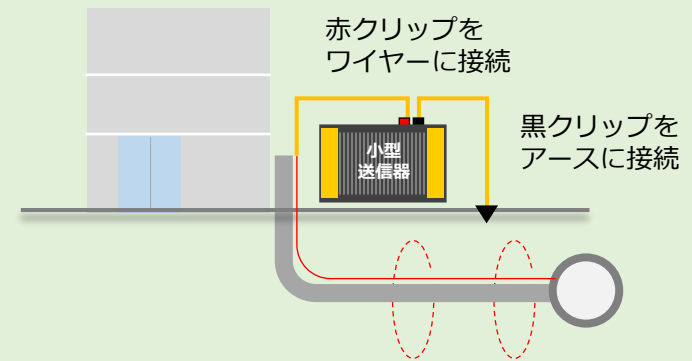 赤クリップを
ワイヤーに接続
黒クリップを
アースに接続
小型
送信器